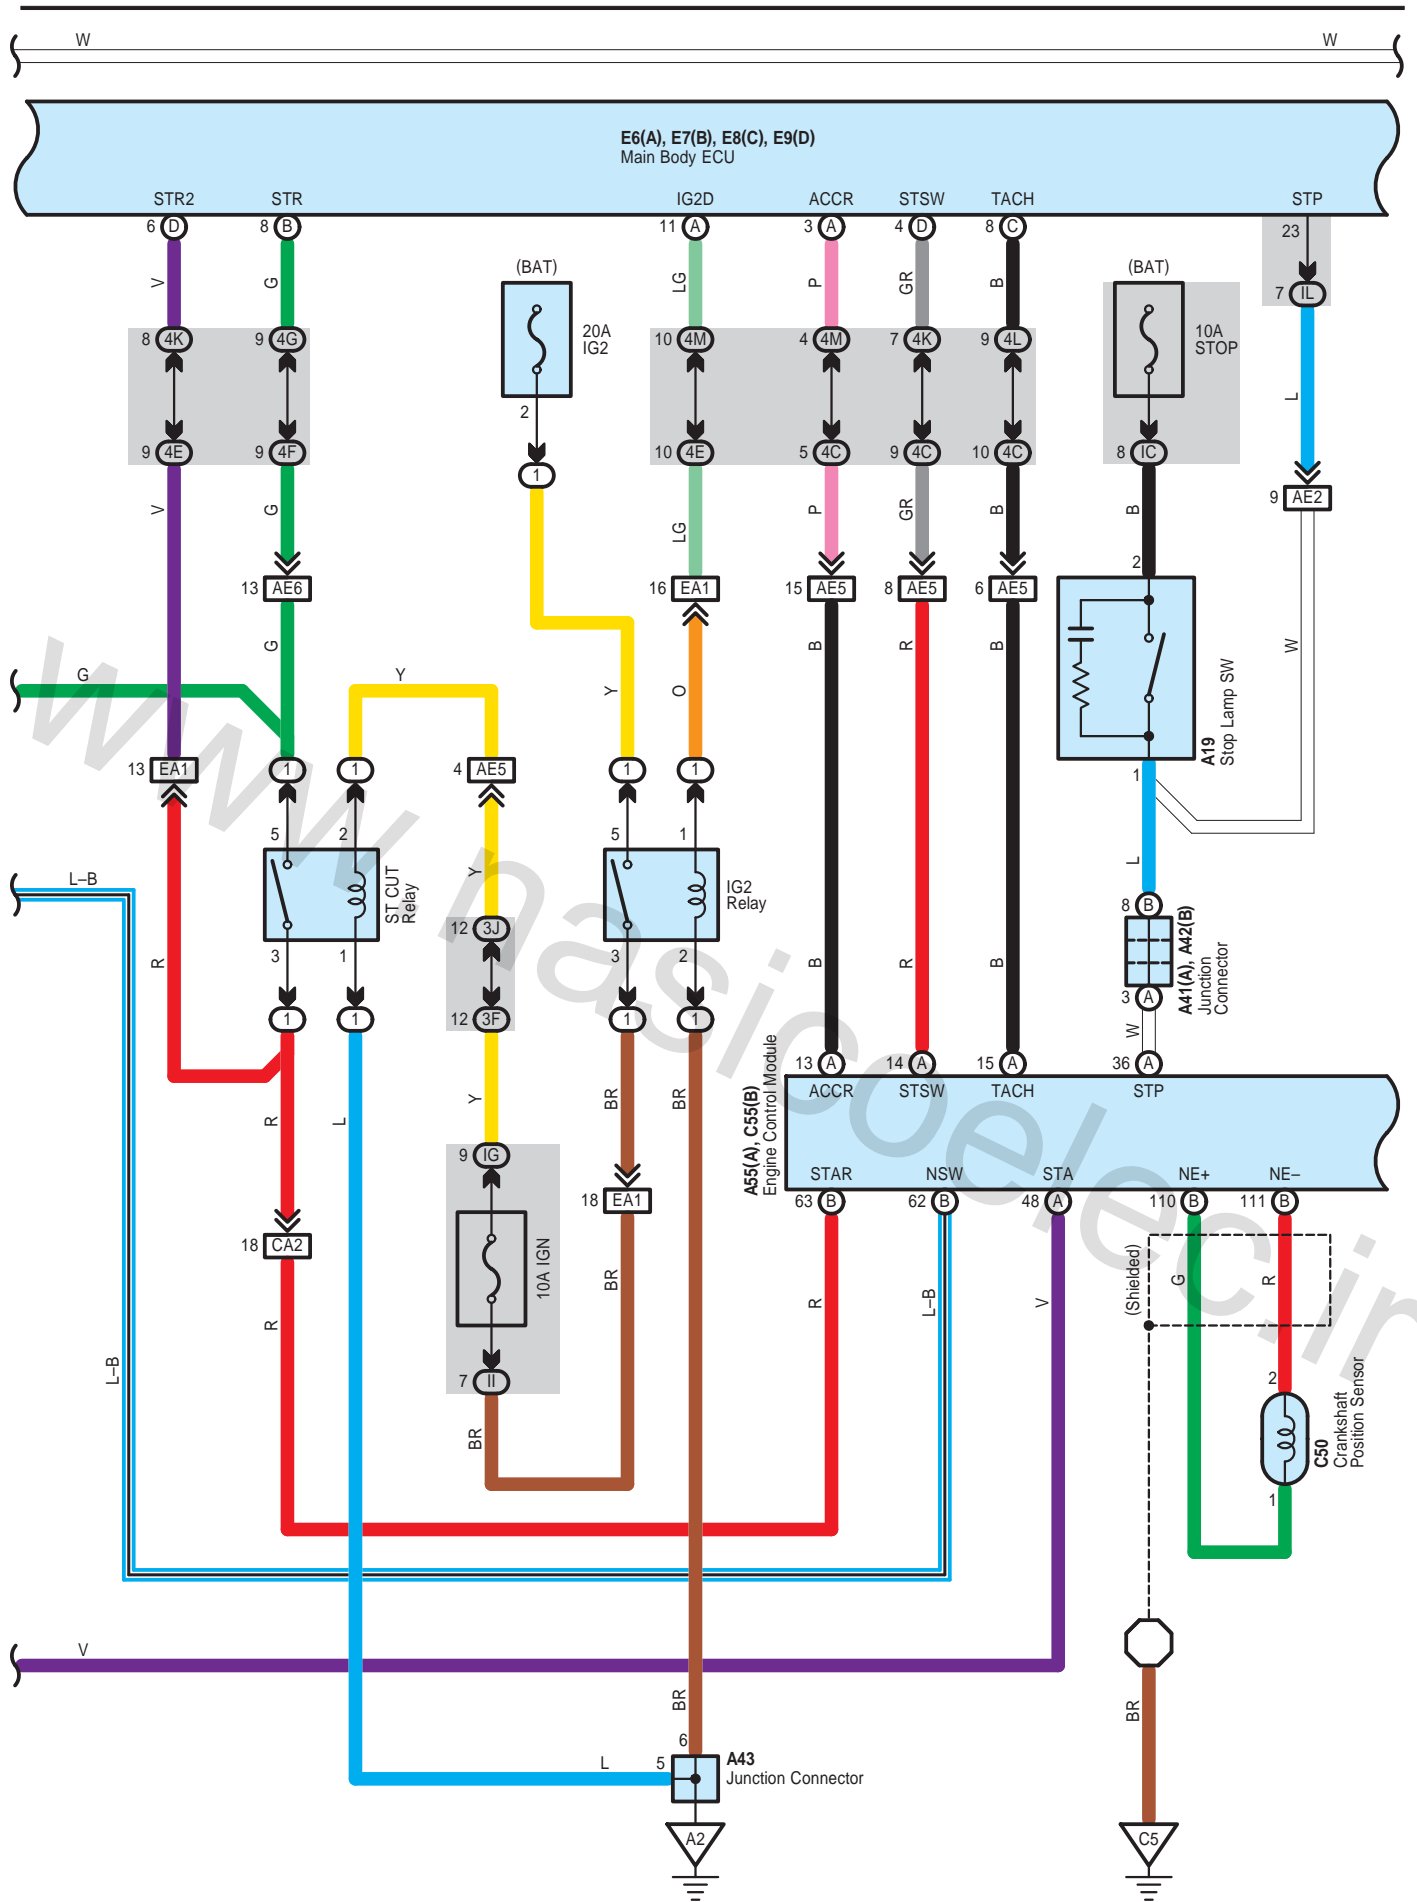 W W
E6(A), E7(B), E8(C), E9(D)
Main Body ECU
STR2 STR IG2D ACCR STSW TACH STP
6 D 8 B 11 A 3 A 4 D 8 C 23
7 IL
V G LG P GR B L
(BAT) (BAT)
20A
IG2
10A
STOP
8 4K 9 4G 10 4M 4 4M 7 4K 9 4L
2
9 4E 9 4F 10 4E 5 4C 9 4C 10 4C 8 IC
1
V G LG P GR B B
9 AE2
2
13 AE6 16 EA1 15 AE5 8 AE5 6 AE5
G B R B W
G Y Y O
A19
Stop Lamp SW
13 EA1 1 1 4 AE5 1 1 1
5 2 5 1
L–B Y L
ST CUT
Relay
IG2
Relay
8 B
12 3J
3 1 3 2
R B R B
A41(A), A42(B)
Junction
Connector
3 A
1 1 12 3F 1 1
W
13 A 14 A 15 A 36 A
ACCR STSW TACH STP
A55(A), C55(B)
Engine Control Module
R L Y BR BR
9 IG
STAR NSW STA NE+ NE–
18 EA1 63 B 62 B 48 A 110 B 111 B
18 CA2
10A IGN
(Shielded)
R BR R L–B V G R
L–B
7 II
2
C50
Crankshaft
Position Sensor
BR
1
V
BR BR
6
L 5
A43
Junction Connector
A2 C5
www.nasicoelec.ir